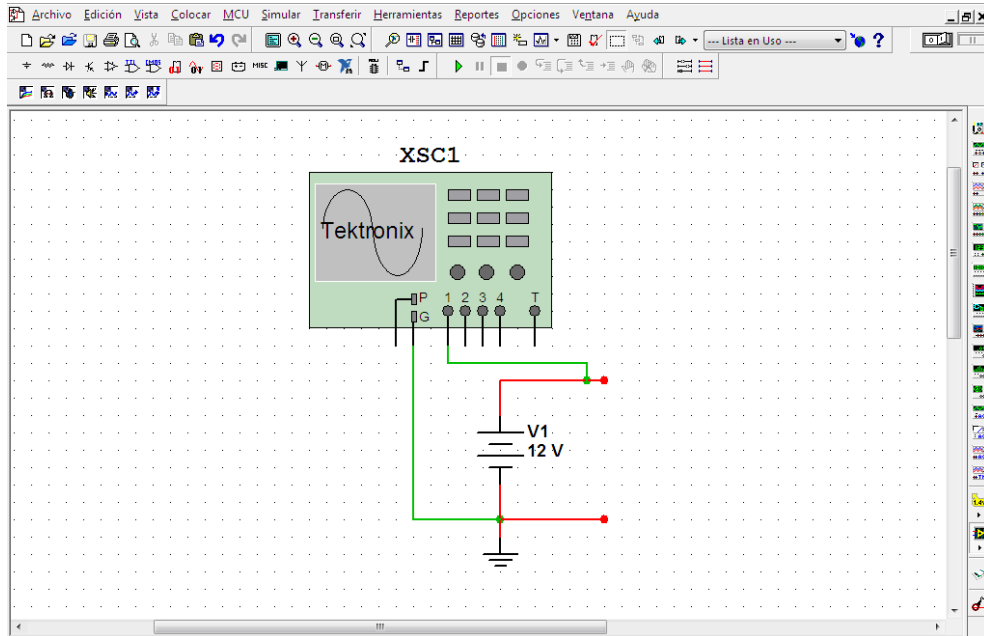 Archivo Edición Vista Colocar MCU Simular Transferir Herramientas Reportes Opciones Ventana Ayuda
--- Lista en Uso ---
MISC
XSC1
Tektronix
P 1 2 3 4 T
G
V1
12 V